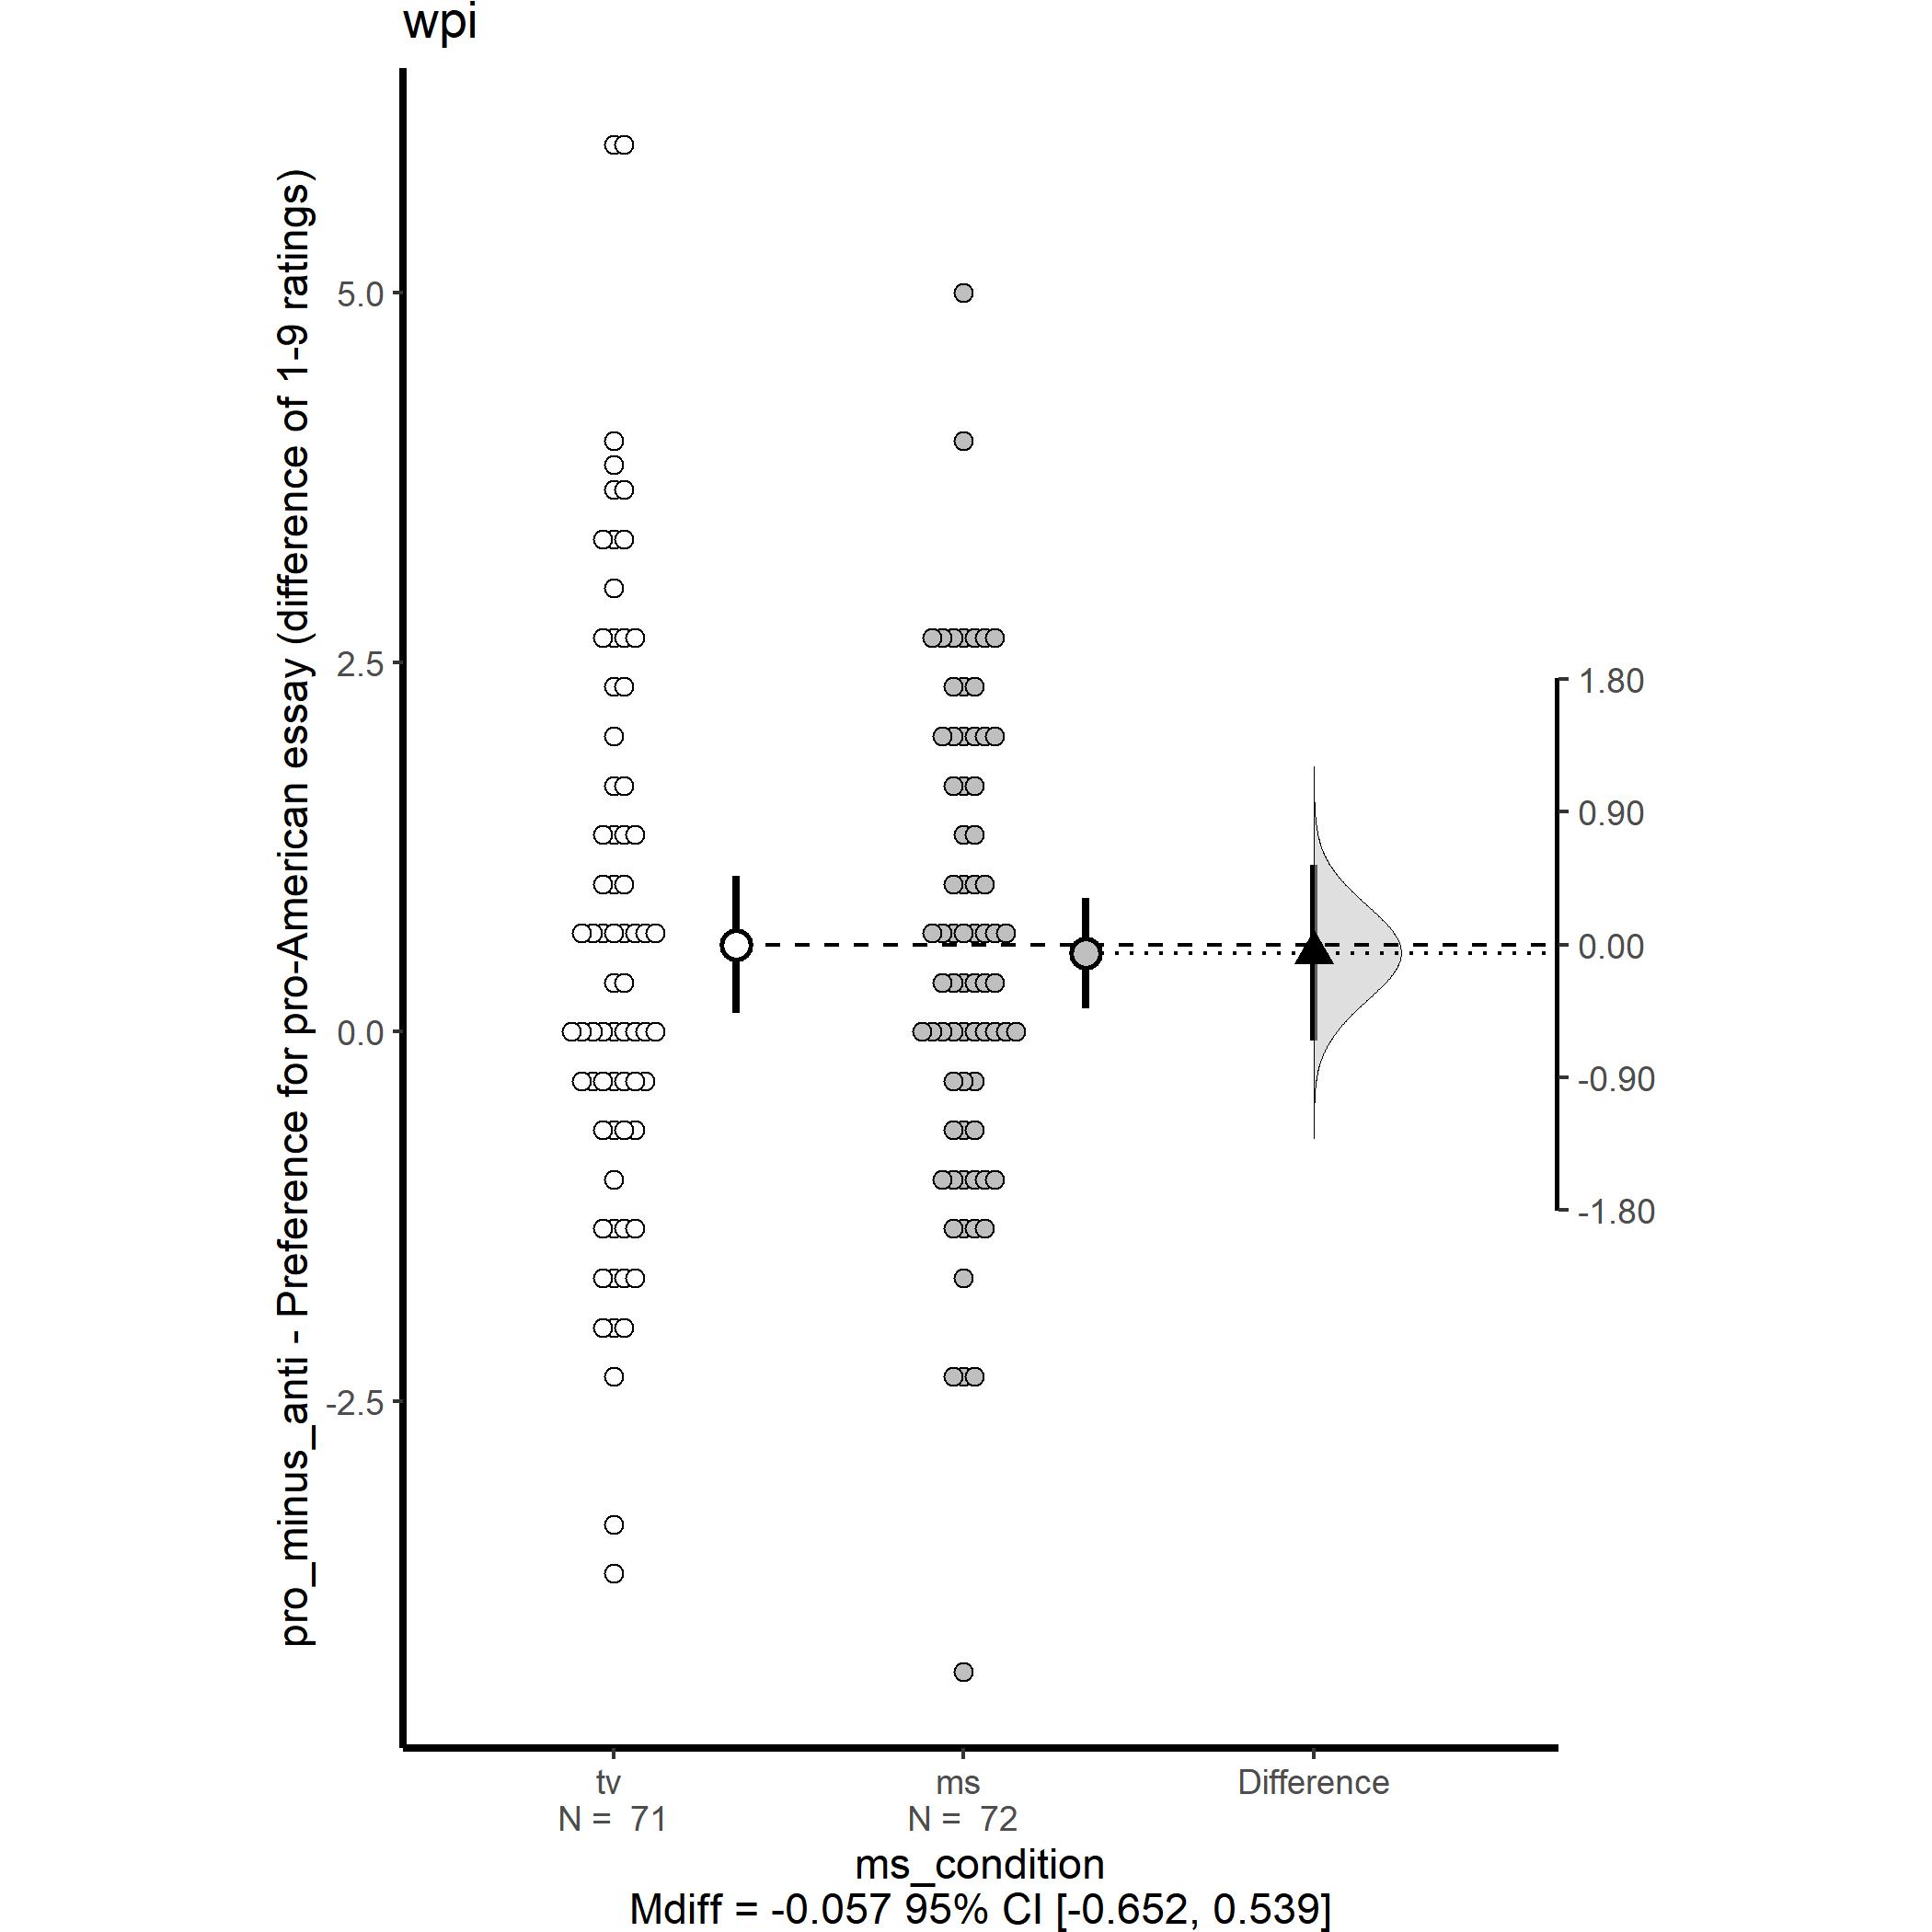 wpi
pro_minus_anti - Preference for pro-American essay (difference of 1-9 ratings)
5.0
2.5
0.0
-2.5
1.80
0.90
0.00
-0.90
-1.80
tv
N =  71
ms
N =  72
Difference
ms_condition
Mdiff = -0.057 95% CI [-0.652, 0.539]